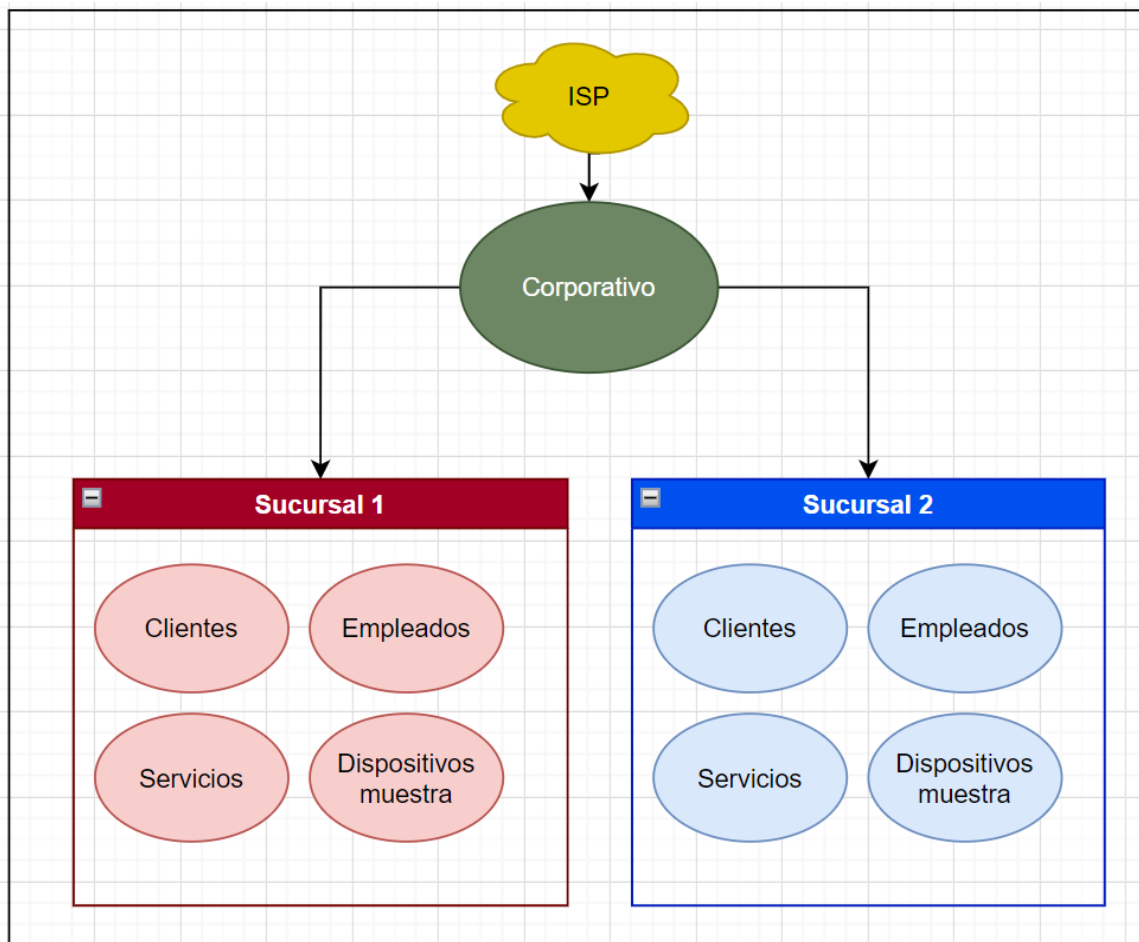 ISP
Corporativo
Sucursal 1
Clientes
Empleados
Servicios
Dispositivos
muestra
Sucursal 2
Clientes
Empleados
Servicios
Dispositivos
muestra